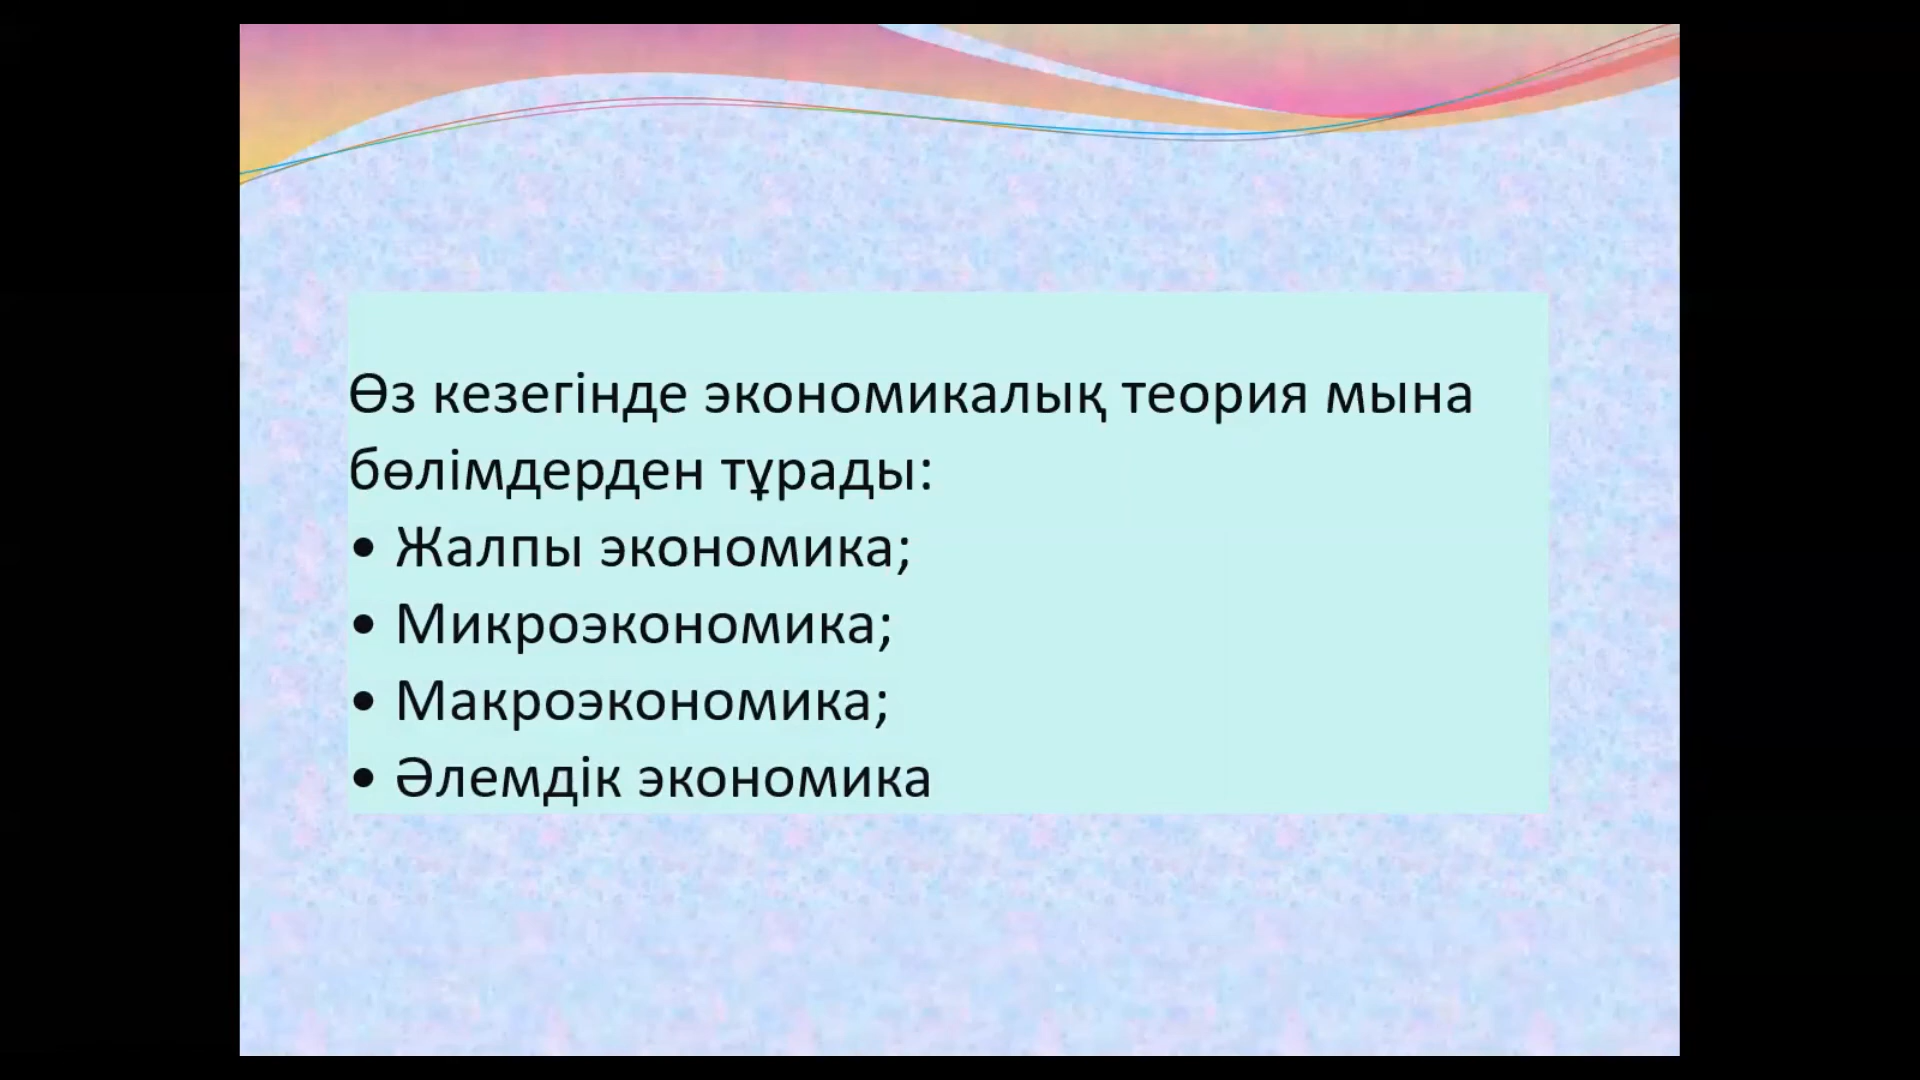 Өз кезегінде экономикалық теория мына
бөлімдерден тұрады:
• Жалпы экономика;
• Микроэкономика;
• Макроэкономика;
• Әлемдік экономика